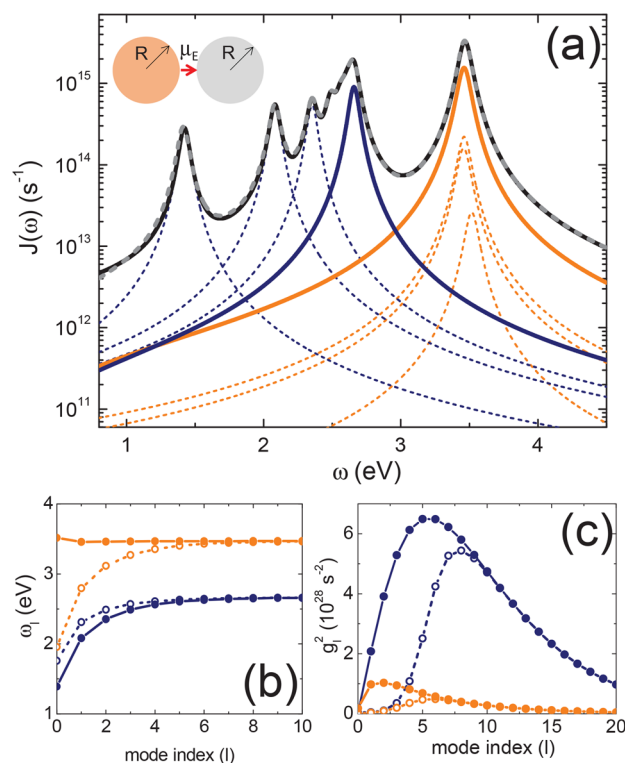 (a)
R
μE
R
10¹⁵
10¹⁴
10¹³
10¹²
10¹¹
J(ω) (s⁻¹)
1 2 3 4
ω (eV)
4
3
2
1
ωₗ (eV)
0 2 4 6 8 10
mode index (l)
(b)
6
4
2
0
gₗ² (10²⁸ s⁻²)
0 5 10 15 20
mode index (l)
(c)